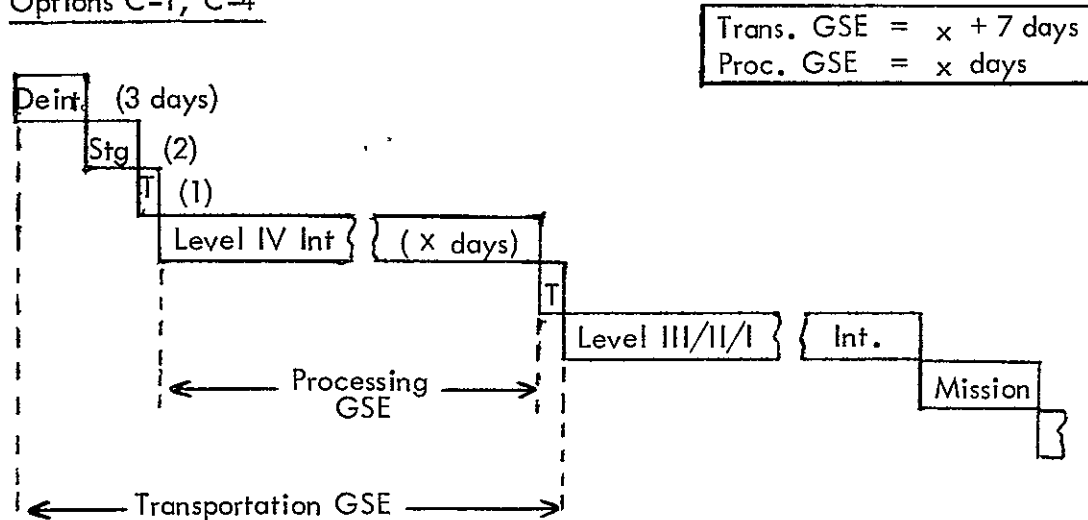 Options C-1, C-4
Trans. GSE = x + 7 days
Proc. GSE = x days
Deint. (3 days)
Stg (2)
T (1)
Level IV Int (X days)
T
Level III/II/I Int.
Processing
GSE
Mission
Transportation GSE